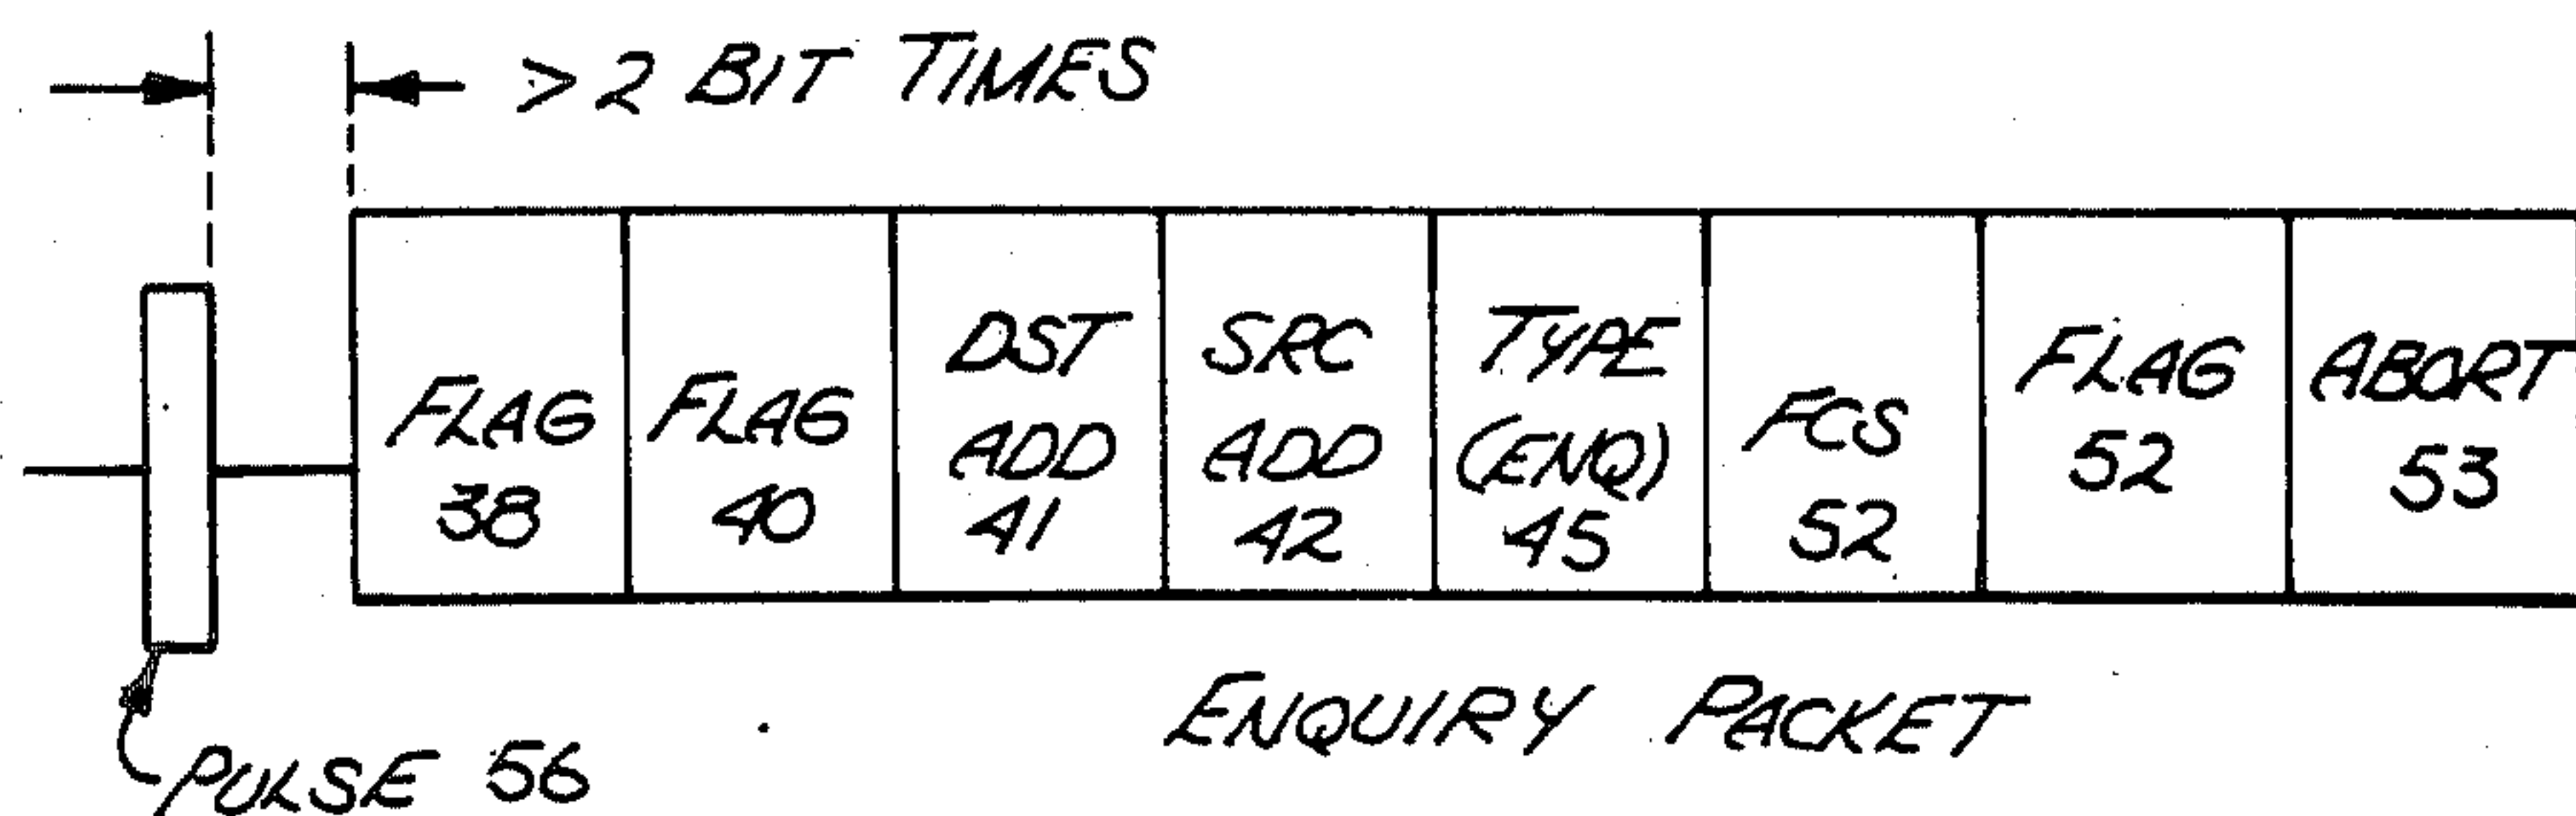 > 2 BIT TIMES
FLAG
38
FLAG
40
DST
ADD
41
SRC
ADD
42
TYPE
(ENQ)
45
FCS
52
FLAG
52
ABORT
53
ENQUIRY PACKET
PULSE 56